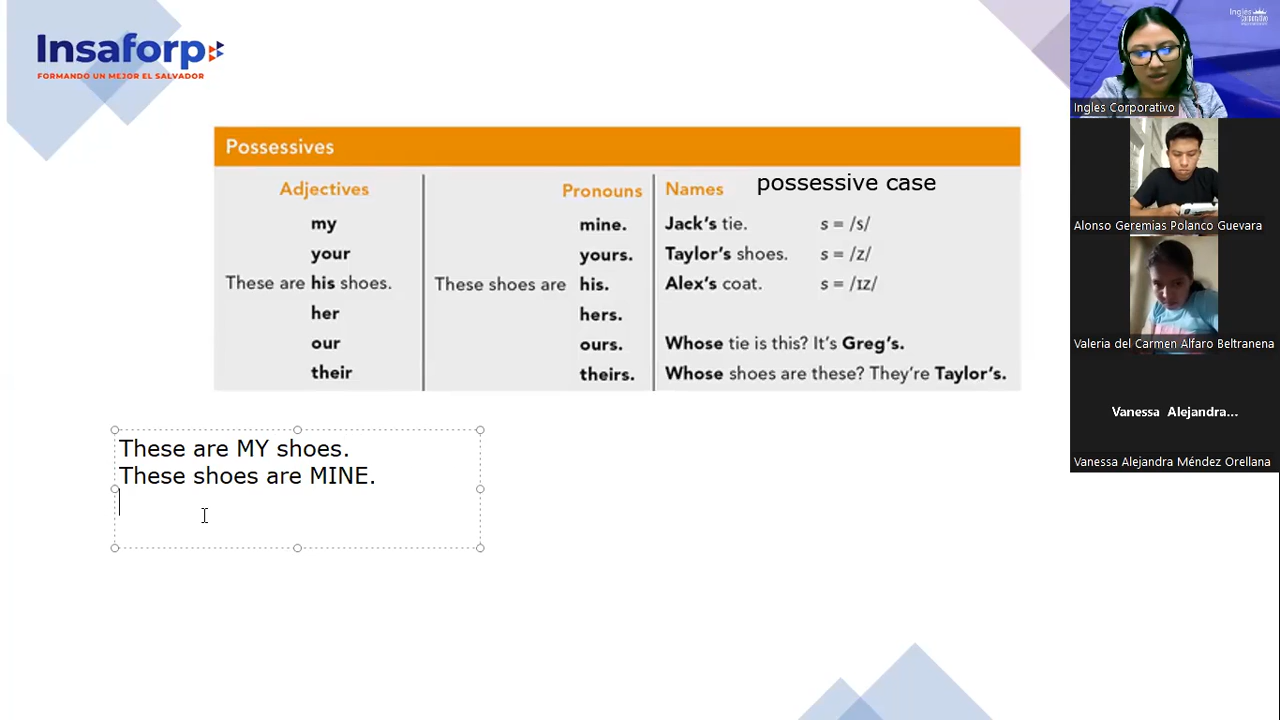 Insaforp
FORMANDO UN MEJOR EL SALVADOR
Possessives
Adjectives
my
your
These are his shoes.
her
our
their
Pronouns
mine.
yours.
These shoes are his.
hers.
ours.
theirs.
Names possessive case
Jack's tie. s = /s/
Taylor's shoes. s = /z/
Alex's coat. s = /ɪz/
Whose tie is this? It's Greg's.
Whose shoes are these? They're Taylor's.
These are MY shoes.
These shoes are MINE.
Ingles Corporativo
Alonso Geremias Polanco Guevara
Valeria del Carmen Alfaro Beltranena
Vanessa Alejandra...
Vanessa Alejandra Méndez Orellana